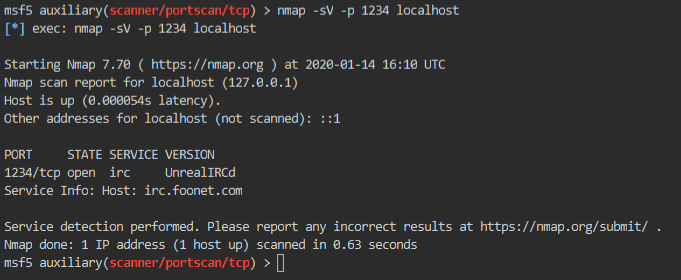 msf5 auxiliary(scanner/portscan/tcp) > nmap -sV -p 1234 localhost
[*] exec: nmap -sV -p 1234 localhost
Starting Nmap 7.70 ( https://nmap.org ) at 2020-01-14 16:10 UTC
Nmap scan report for localhost (127.0.0.1)
Host is up (0.000054s latency).
Other addresses for localhost (not scanned): ::1
PORT     STATE SERVICE VERSION
1234/tcp open  irc     UnrealIRCd
Service Info: Host: irc.foonet.com
Service detection performed. Please report any incorrect results at https://nmap.org/submit/ .
Nmap done: 1 IP address (1 host up) scanned in 0.63 seconds
msf5 auxiliary(scanner/portscan/tcp) >